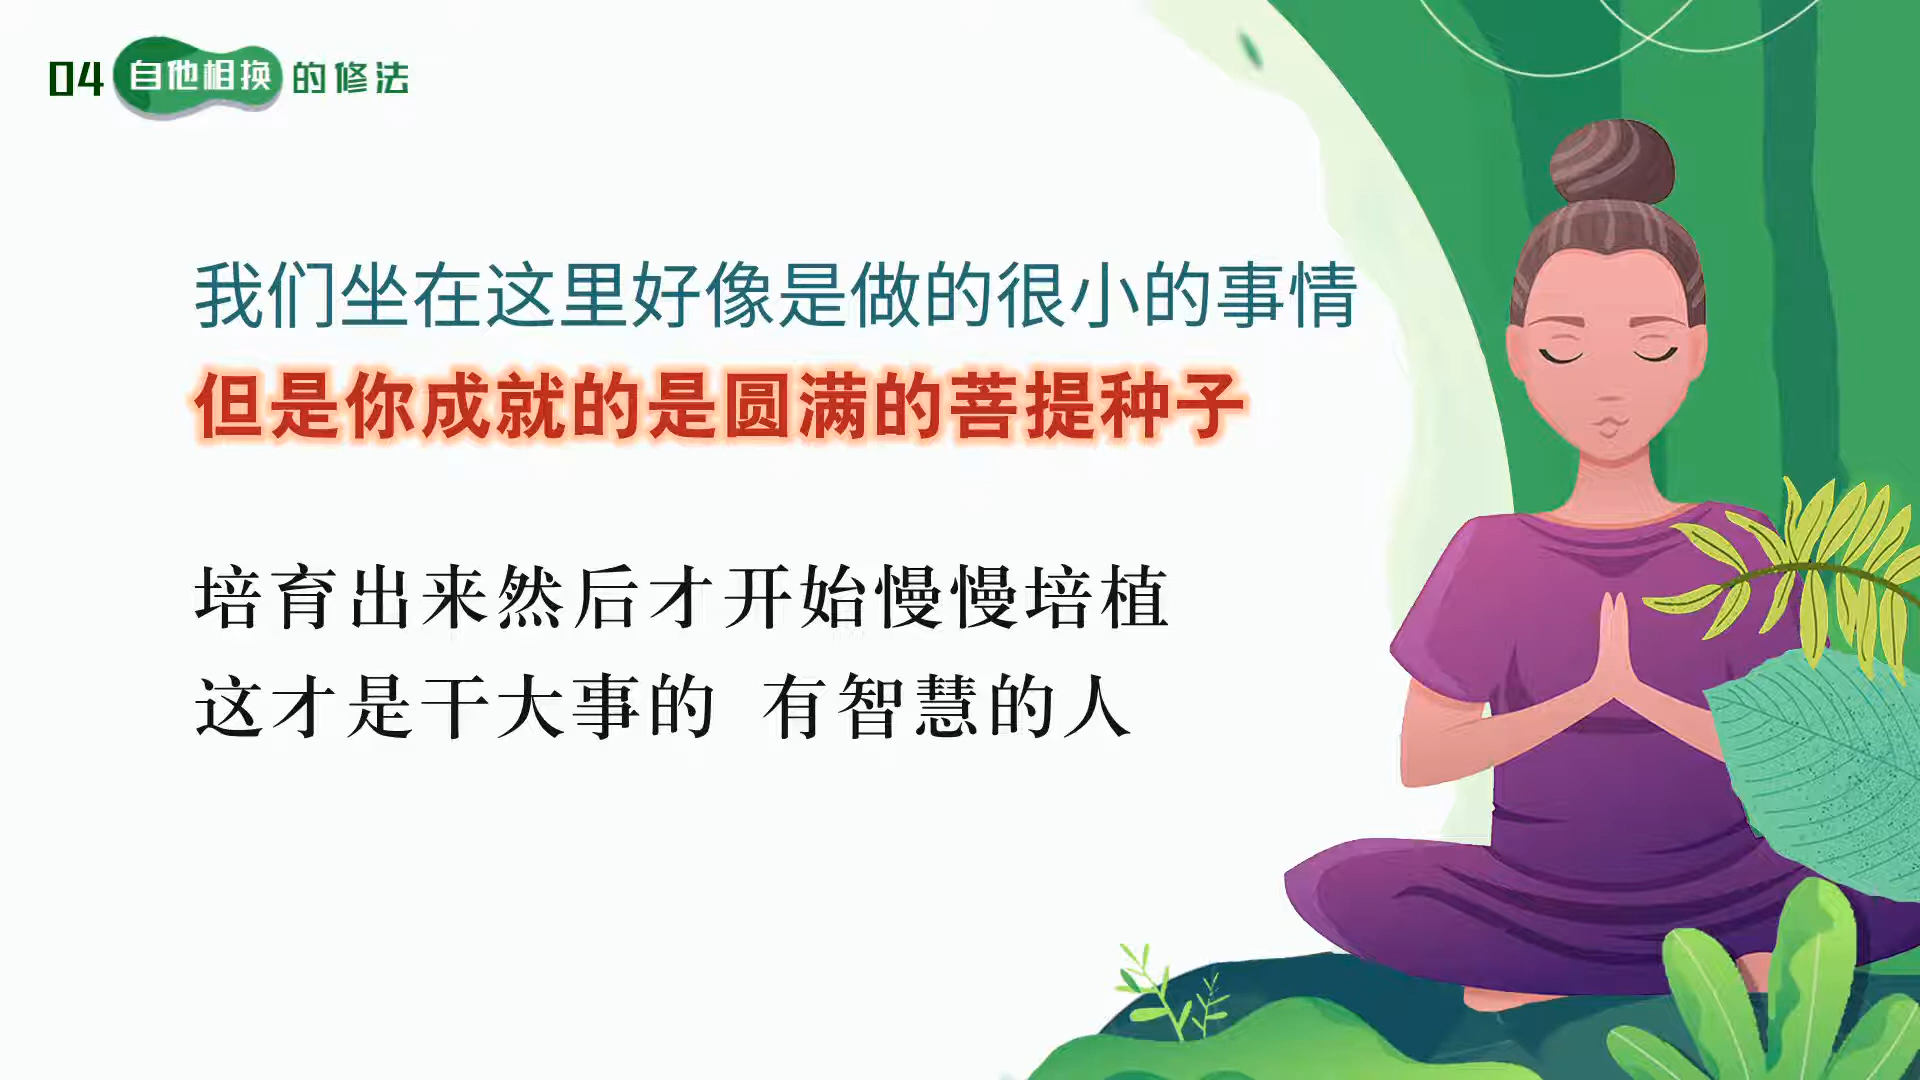 04 自他相换的修法
我们坐在这里好像是做的很小的事情
但是你成就的是圆满的菩提种子
培育出来然后才开始慢慢培植
这才是干大事的 有智慧的人